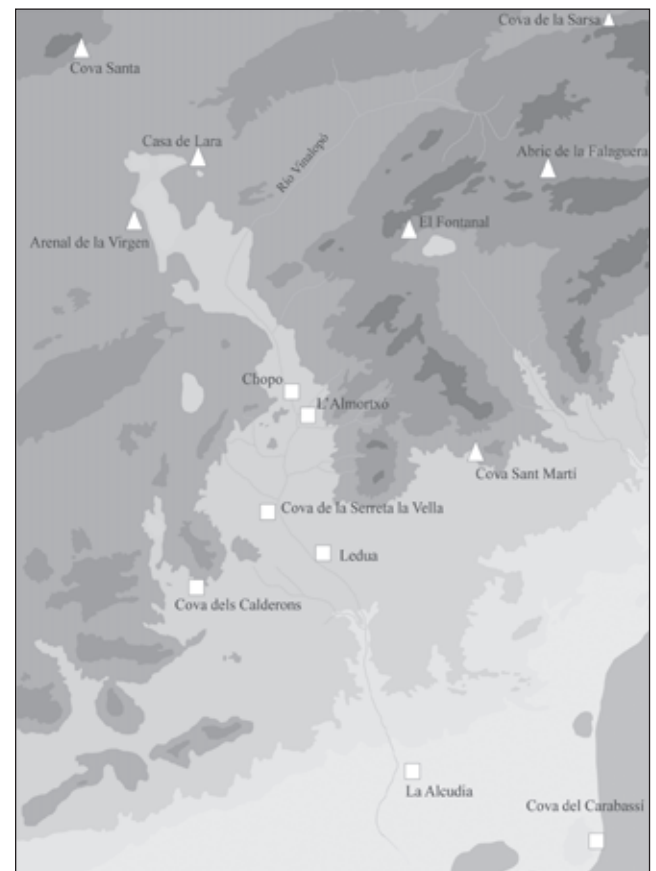 Cova de la Sarsa
Cova Santa
Casa de Lara
Río Vinalopó
Abric de la Falaguera
El Fontanal
Arenal de la Virgen
Chopo
L'Almortxó
Cova Sant Martí
Cova de la Serreta la Vella
Ledua
Cova dels Calderons
La Alcudia
Cova del Carabassí